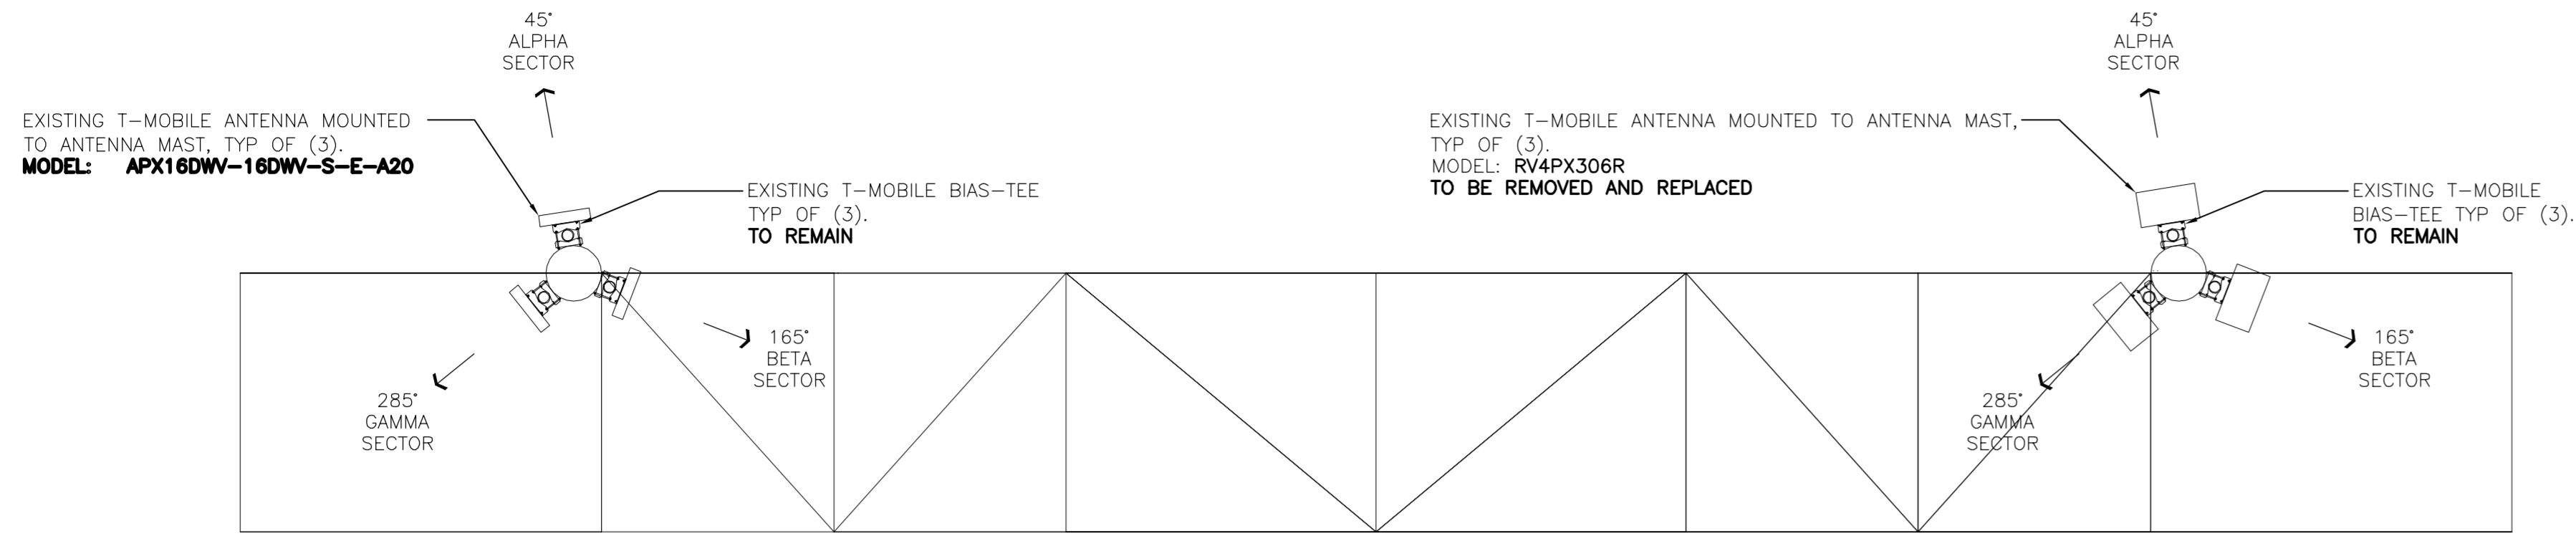 45°
ALPHA
SECTOR
EXISTING T-MOBILE ANTENNA MOUNTED
TO ANTENNA MAST, TYP OF (3).
MODEL: APX16DWV-16DWV-S-E-A20
EXISTING T-MOBILE BIAS-TEE
TYP OF (3).
TO REMAIN
165°
BETA
SECTOR
285°
GAMMA
SECTOR
45°
ALPHA
SECTOR
EXISTING T-MOBILE ANTENNA MOUNTED TO ANTENNA MAST,
TYP OF (3).
MODEL: RV4PX306R
TO BE REMOVED AND REPLACED
EXISTING T-MOBILE
BIAS-TEE TYP OF (3).
TO REMAIN
165°
BETA
SECTOR
285°
GAMMA
SECTOR